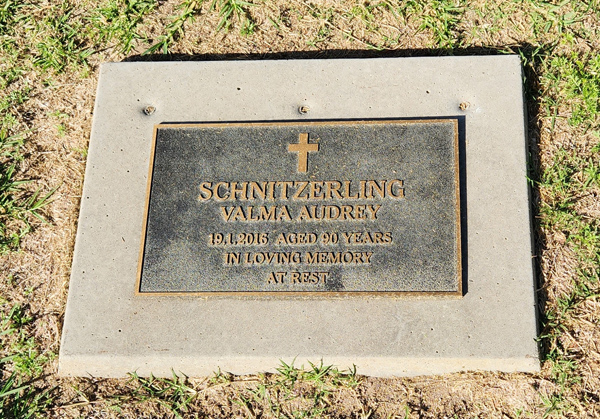 SCHNITZERLING
VALMA AUDREY
19.1.2016 AGED 90 YEARS
IN LOVING MEMORY
AT REST